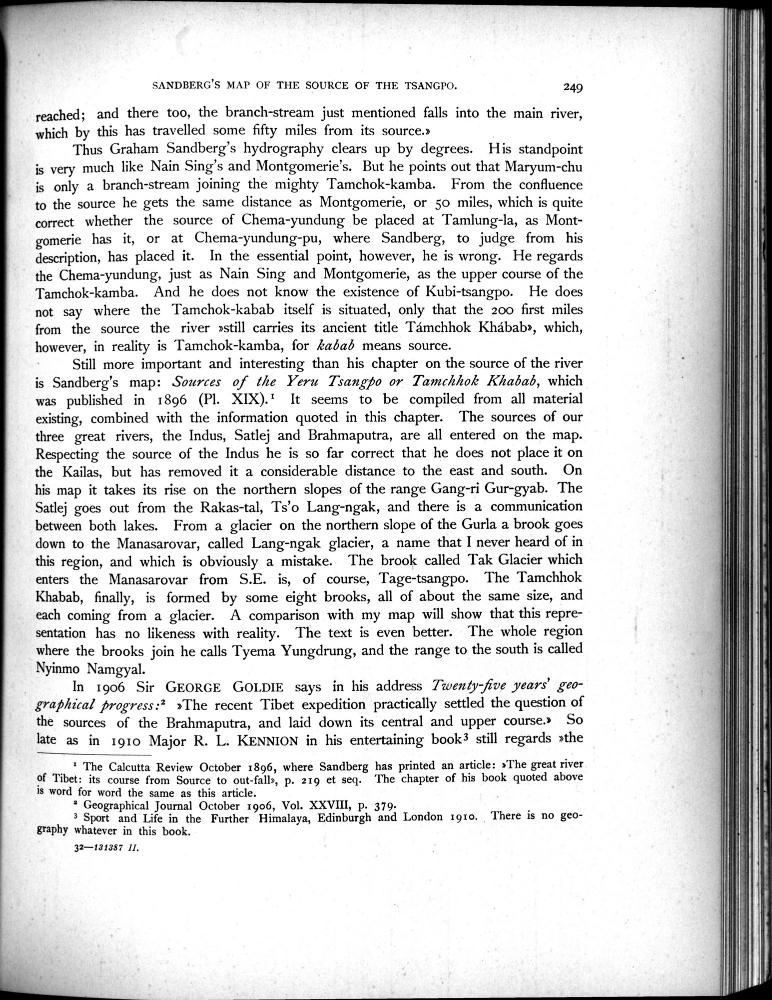 SANDBERG'S MAP OF THE SOURCE OF THE TSANGPO. 249
reached; and there too, the branch-stream just mentioned falls into the main river,
which by this has travelled some fifty miles from its source.»
Thus Graham Sandberg's hydrography clears up by degrees. His standpoint
is very much like Nain Sing's and Montgomerie's. But he points out that Maryum-chu
is only a branch-stream joining the mighty Tamchok-kamba. From the confluence
to the source he gets the same distance as Montgomerie, or 50 miles, which is quite
correct whether the source of Chema-yundung be placed at Tamlung-la, as Mont-
gomerie has it, or at Chema-yundung-pu, where Sandberg, to judge from his
description, has placed it. In the essential point, however, he is wrong. He regards
the Chema-yundung, just as Nain Sing and Montgomerie, as the upper course of the
Tamchok-kamba. And he does not know the existence of Kubi-tsangpo. He does
not say where the Tamchok-kabab itself is situated, only that the 200 first miles
from the source the river »still carries its ancient title Támchhok Khábab», which,
however, in reality is Tamchok-kamba, for kabab means source.
Still more important and interesting than his chapter on the source of the river
is Sandberg's map: Sources of the Yeru Tsangpo or Tamchhok Khabab, which
was published in 1896 (Pl. XIX).¹ It seems to be compiled from all material
existing, combined with the information quoted in this chapter. The sources of our
three great rivers, the Indus, Satlej and Brahmaputra, are all entered on the map.
Respecting the source of the Indus he is so far correct that he does not place it on
the Kailas, but has removed it a considerable distance to the east and south. On
his map it takes its rise on the northern slopes of the range Gang-ri Gur-gyab. The
Satlej goes out from the Rakas-tal, Ts'o Lang-ngak, and there is a communication
between both lakes. From a glacier on the northern slope of the Gurla a brook goes
down to the Manasarovar, called Lang-ngak glacier, a name that I never heard of in
this region, and which is obviously a mistake. The brook called Tak Glacier which
enters the Manasarovar from S.E. is, of course, Tage-tsangpo. The Tamchhok
Khabab, finally, is formed by some eight brooks, all of about the same size, and
each coming from a glacier. A comparison with my map will show that this repre-
sentation has no likeness with reality. The text is even better. The whole region
where the brooks join he calls Tyema Yungdrung, and the range to the south is called
Nyinmo Namgyal.
In 1906 Sir GEORGE GOLDIE says in his address Twenty-five years' geo-
graphical progress:² »The recent Tibet expedition practically settled the question of
the sources of the Brahmaputra, and laid down its central and upper course.» So
late as in 1910 Major R. L. KENNION in his entertaining book³ still regards »the
¹ The Calcutta Review October 1896, where Sandberg has printed an article: »The great river
of Tibet: its course from Source to out-fall», p. 219 et seq. The chapter of his book quoted above
is word for word the same as this article.
² Geographical Journal October 1906, Vol. XXVIII, p. 379.
³ Sport and Life in the Further Himalaya, Edinburgh and London 1910. There is no geo-
graphy whatever in this book.
32—131387 II.